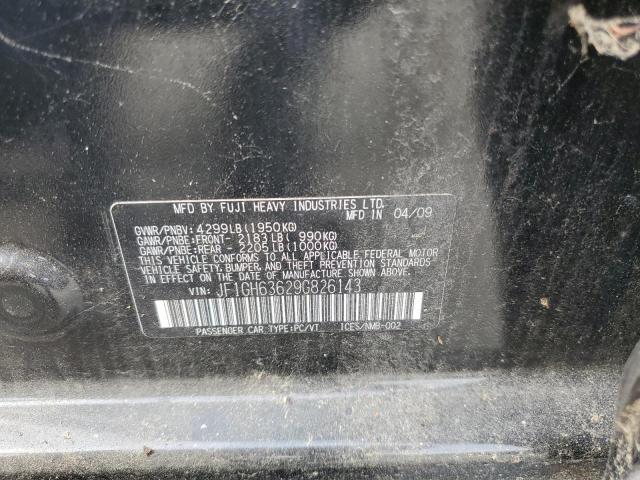 MFD BY FUJI HEAVY INDUSTRIES LTD.
MFD IN 04/09
GVWR/PNBV: 4299LB(1950KG)
GAWR/PNBE:FRONT- 2183LB( 990KG)
GAWR/PNBE:REAR - 2205LB(1000KG)
THIS VEHICLE CONFORMS TO ALL APPLICABLE FEDERAL MOTOR
VEHICLE SAFETY, BUMPER, AND THEFT PREVENTION STANDARDS
IN EFFECT ON THE DATE OF MANUFACTURE SHOWN ABOVE.
VIN: JF1GH63629G826143
PASSENGER CAR TYPE:PC/VT ICES/NMB-002